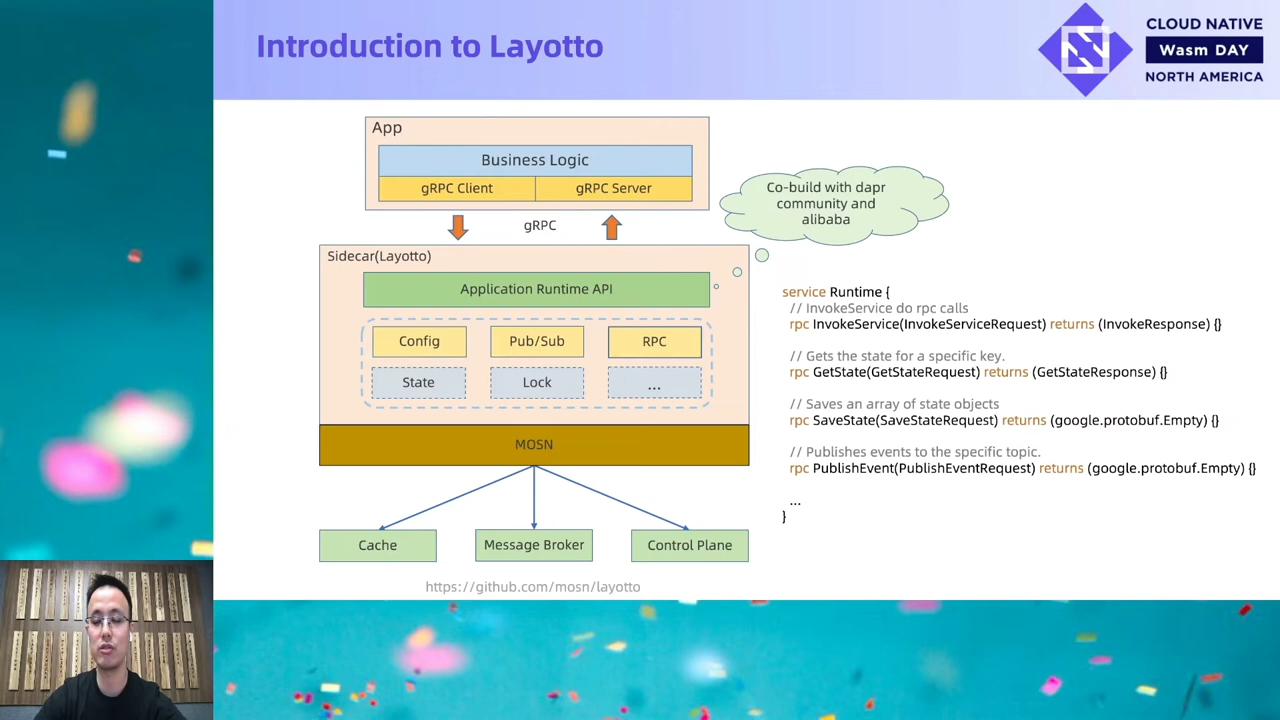 Introduction to Layotto
CLOUD NATIVE
Wasm DAY
NORTH AMERICA
App
Business Logic
gRPC Client
gRPC Server
gRPC
Co-build with dapr
community and
alibaba
Sidecar(Layotto)
Application Runtime API
Config
Pub/Sub
RPC
State
Lock
...
MOSN
Cache
Message Broker
Control Plane
https://github.com/mosn/layotto
service Runtime {
// InvokeService do rpc calls
rpc InvokeService(InvokeServiceRequest) returns (InvokeResponse) {}
// Gets the state for a specific key.
rpc GetState(GetStateRequest) returns (GetStateResponse) {}
// Saves an array of state objects
rpc SaveState(SaveStateRequest) returns (google.protobuf.Empty) {}
// Publishes events to the specific topic.
rpc PublishEvent(PublishEventRequest) returns (google.protobuf.Empty) {}
...
}